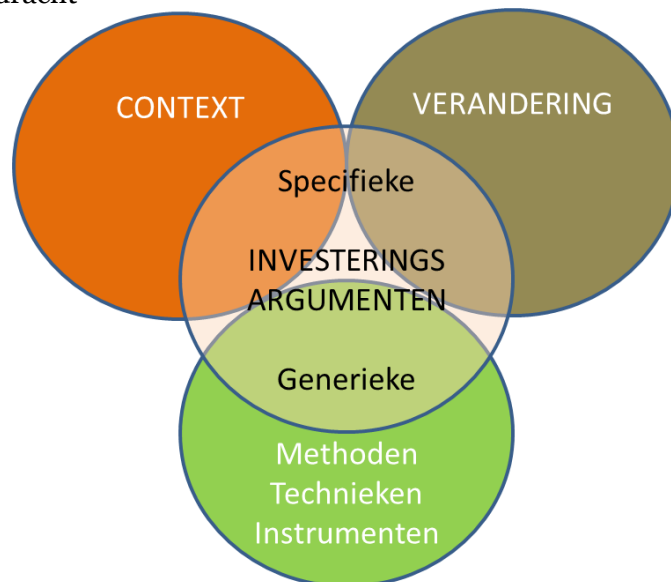 CONTEXT
VERANDERING
Specifieke
INVESTERINGS
ARGUMENTEN
Generieke
Methoden
Technieken
Instrumenten